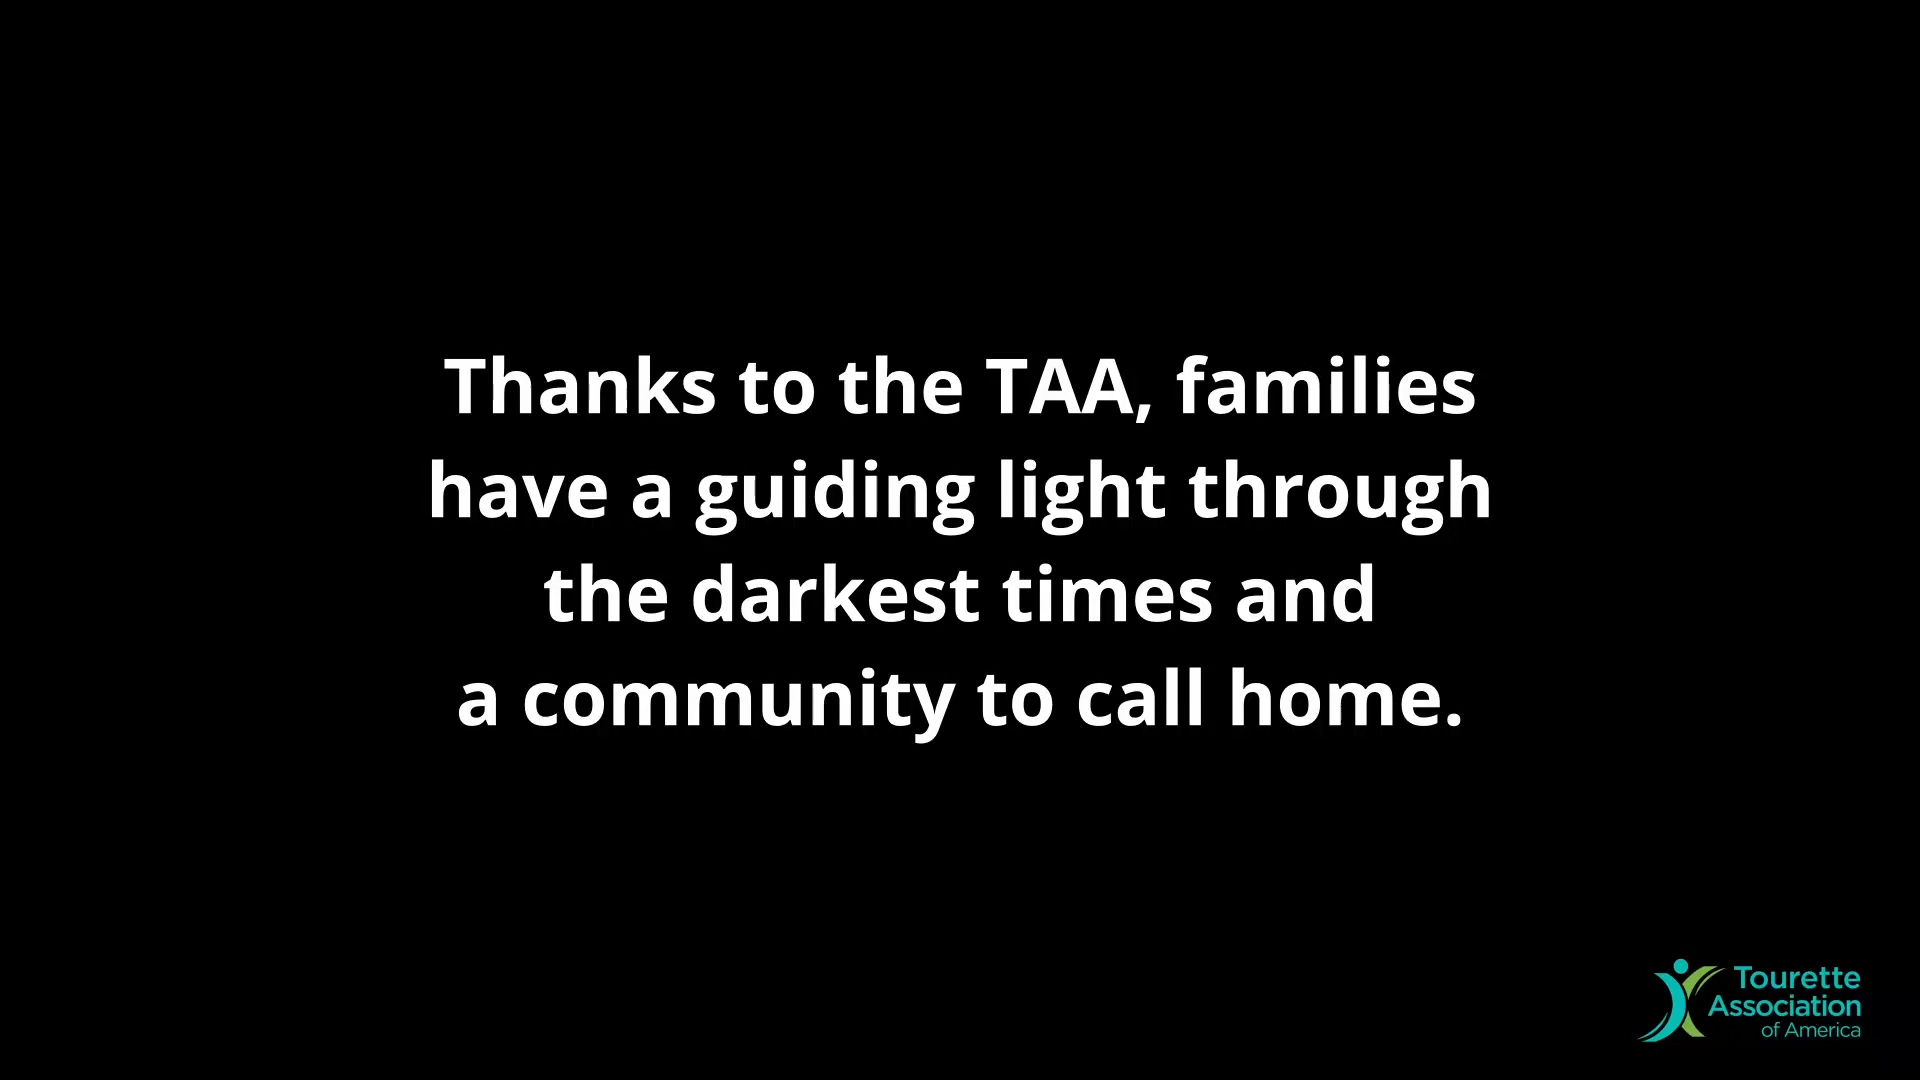 Thanks to the TAA, families
have a guiding light through
the darkest times and
a community to call home.
Tourette
Association
of America